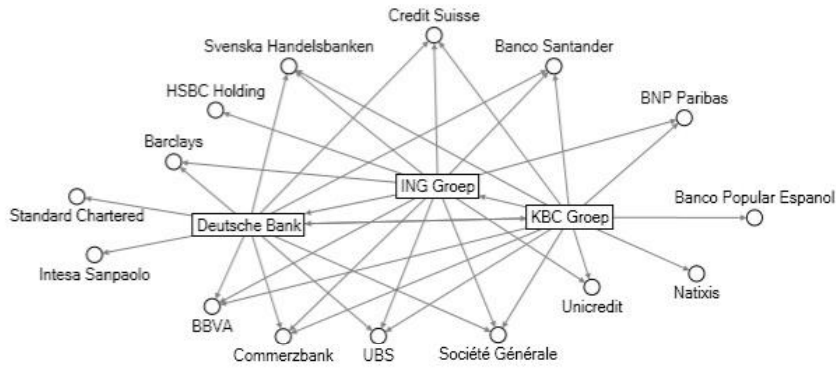 Credit Suisse
Svenska Handelsbanken
Banco Santander
HSBC Holding
BNP Paribas
Barclays
ING Groep
Banco Popular Espanol
Standard Chartered
Deutsche Bank
KBC Groep
Intesa Sanpaolo
Natixis
Unicredit
BBVA
Commerzbank
UBS
Société Générale